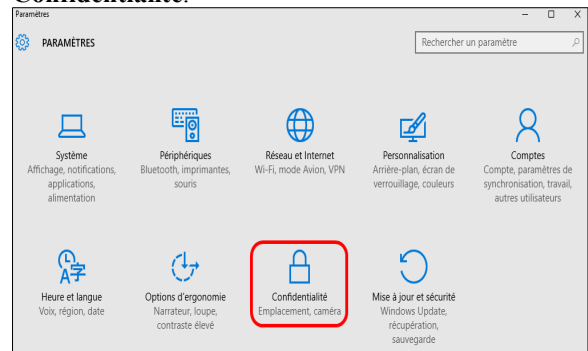 Confidentialité.
Paramètres
PARAMÈTRES
Rechercher un paramètre
Système
Affichage, notifications,
applications,
alimentation
Périphériques
Bluetooth, imprimantes,
souris
Réseau et Internet
Wi-Fi, mode Avion, VPN
Personnalisation
Arrière-plan, écran de
verrouillage, couleurs
Comptes
Compte, paramètres de
synchronisation, travail,
autres utilisateurs
A字
Heure et langue
Voix, région, date
Options d'ergonomie
Narrateur, loupe,
contraste élevé
Confidentialité
Emplacement, caméra
Mise à jour et sécurité
Windows Update,
récupération,
sauvegarde